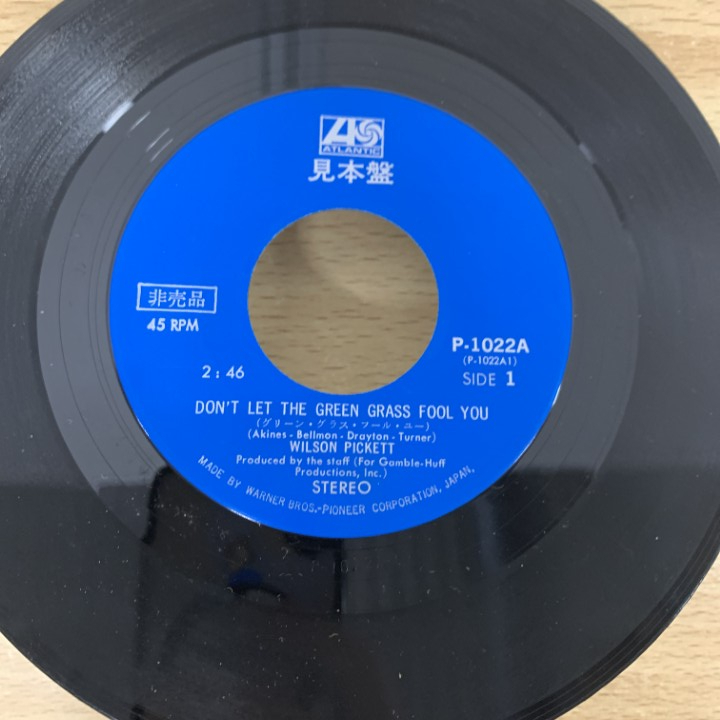 ATLANTIC
見本盤
非売品
45 RPM
P-1022A
(P-1022A1)
2:46
SIDE 1
DON'T LET THE GREEN GRASS FOOL YOU
(グリーン・グラス・フール・ユー)
(Akines - Bellmon - Drayton - Turner)
WILSON PICKETT
Produced by the staff (For Gamble-Huff
Productions, Inc.)
STEREO
MADE BY WARNER BROS.-PIONEER CORPORATION, JAPAN.